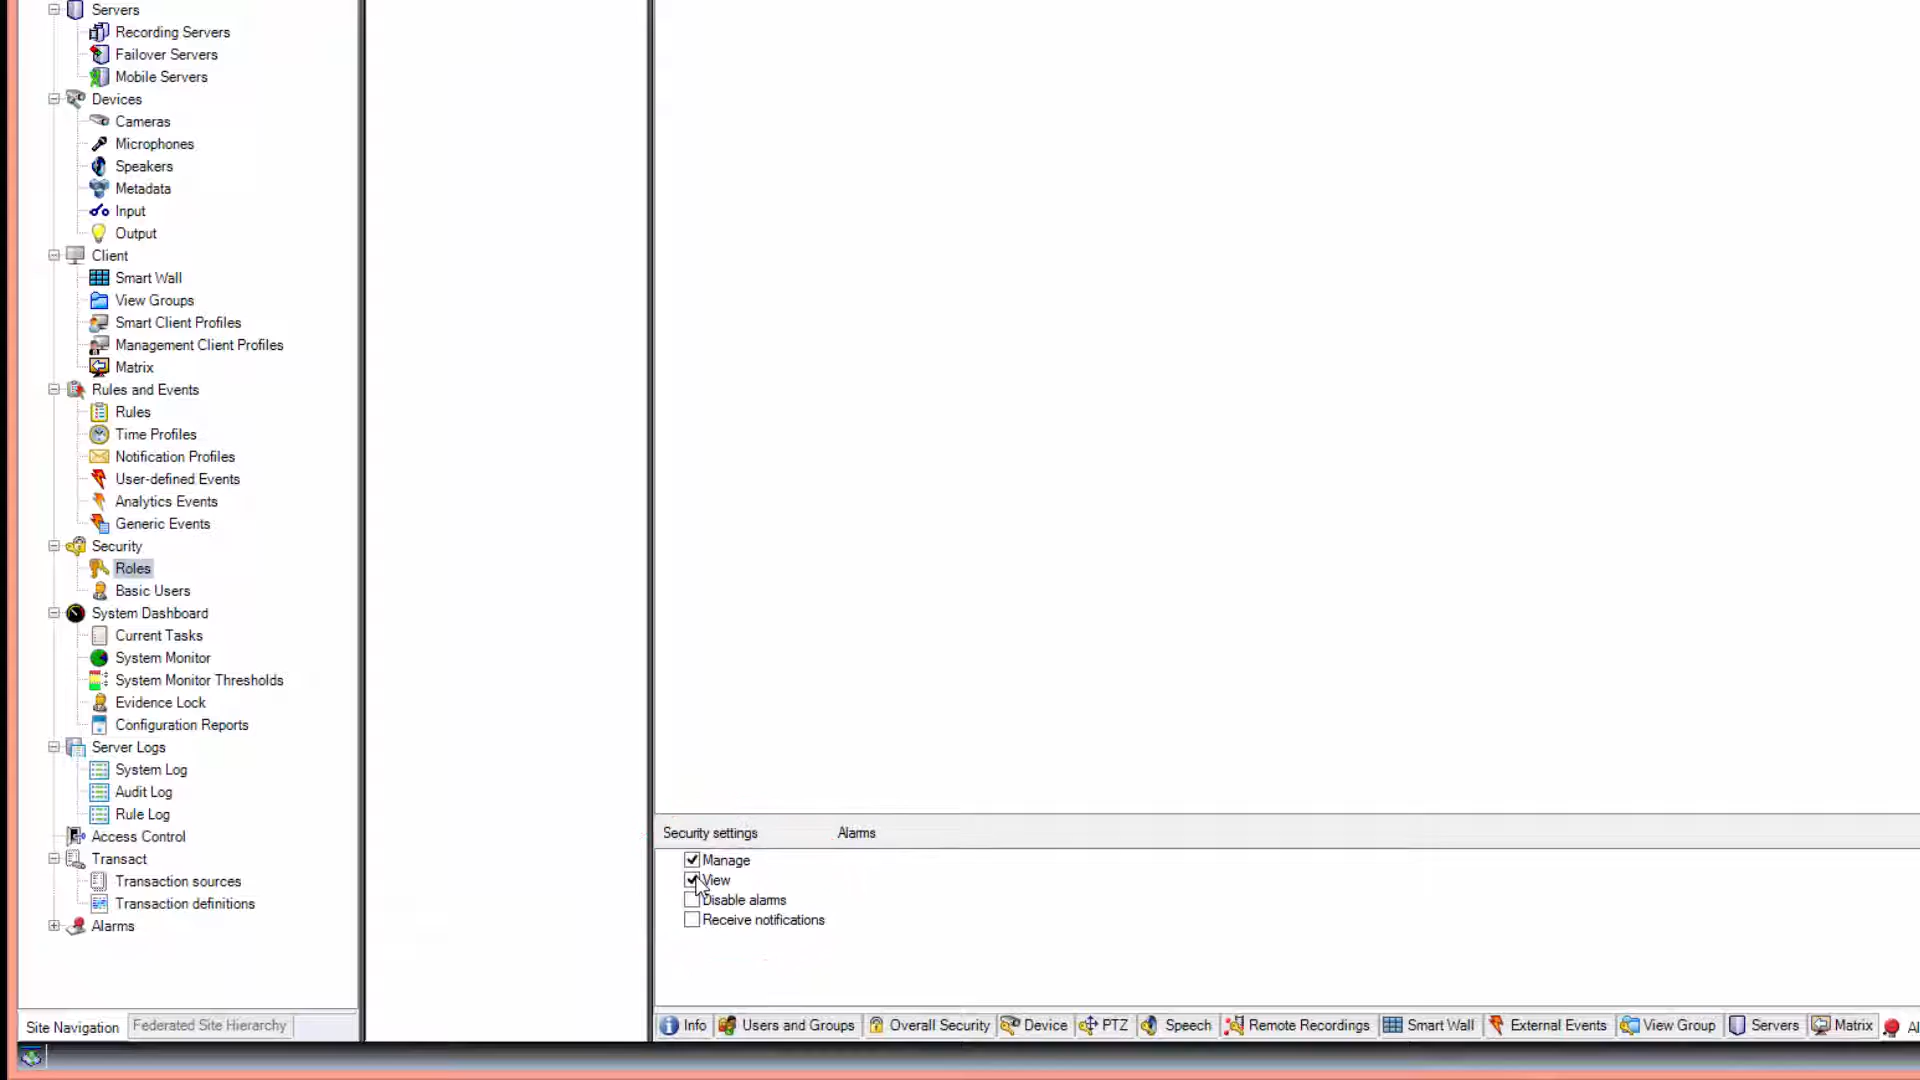 Servers
Recording Servers
Failover Servers
Mobile Servers
Devices
Cameras
Microphones
Speakers
Metadata
Input
Output
Client
Smart Wall
View Groups
Smart Client Profiles
Management Client Profiles
Matrix
Rules and Events
Rules
Time Profiles
Notification Profiles
User-defined Events
Analytics Events
Generic Events
Security
Roles
Basic Users
System Dashboard
Current Tasks
System Monitor
System Monitor Thresholds
Evidence Lock
Configuration Reports
Server Logs
System Log
Audit Log
Rule Log
Access Control
Transact
Transaction sources
Transaction definitions
Alarms
Site Navigation Federated Site Hierarchy
Security settings Alarms
Manage
View
Disable alarms
Receive notifications
Info Users and Groups Overall Security Device PTZ Speech Remote Recordings Smart Wall External Events View Group Servers Matrix